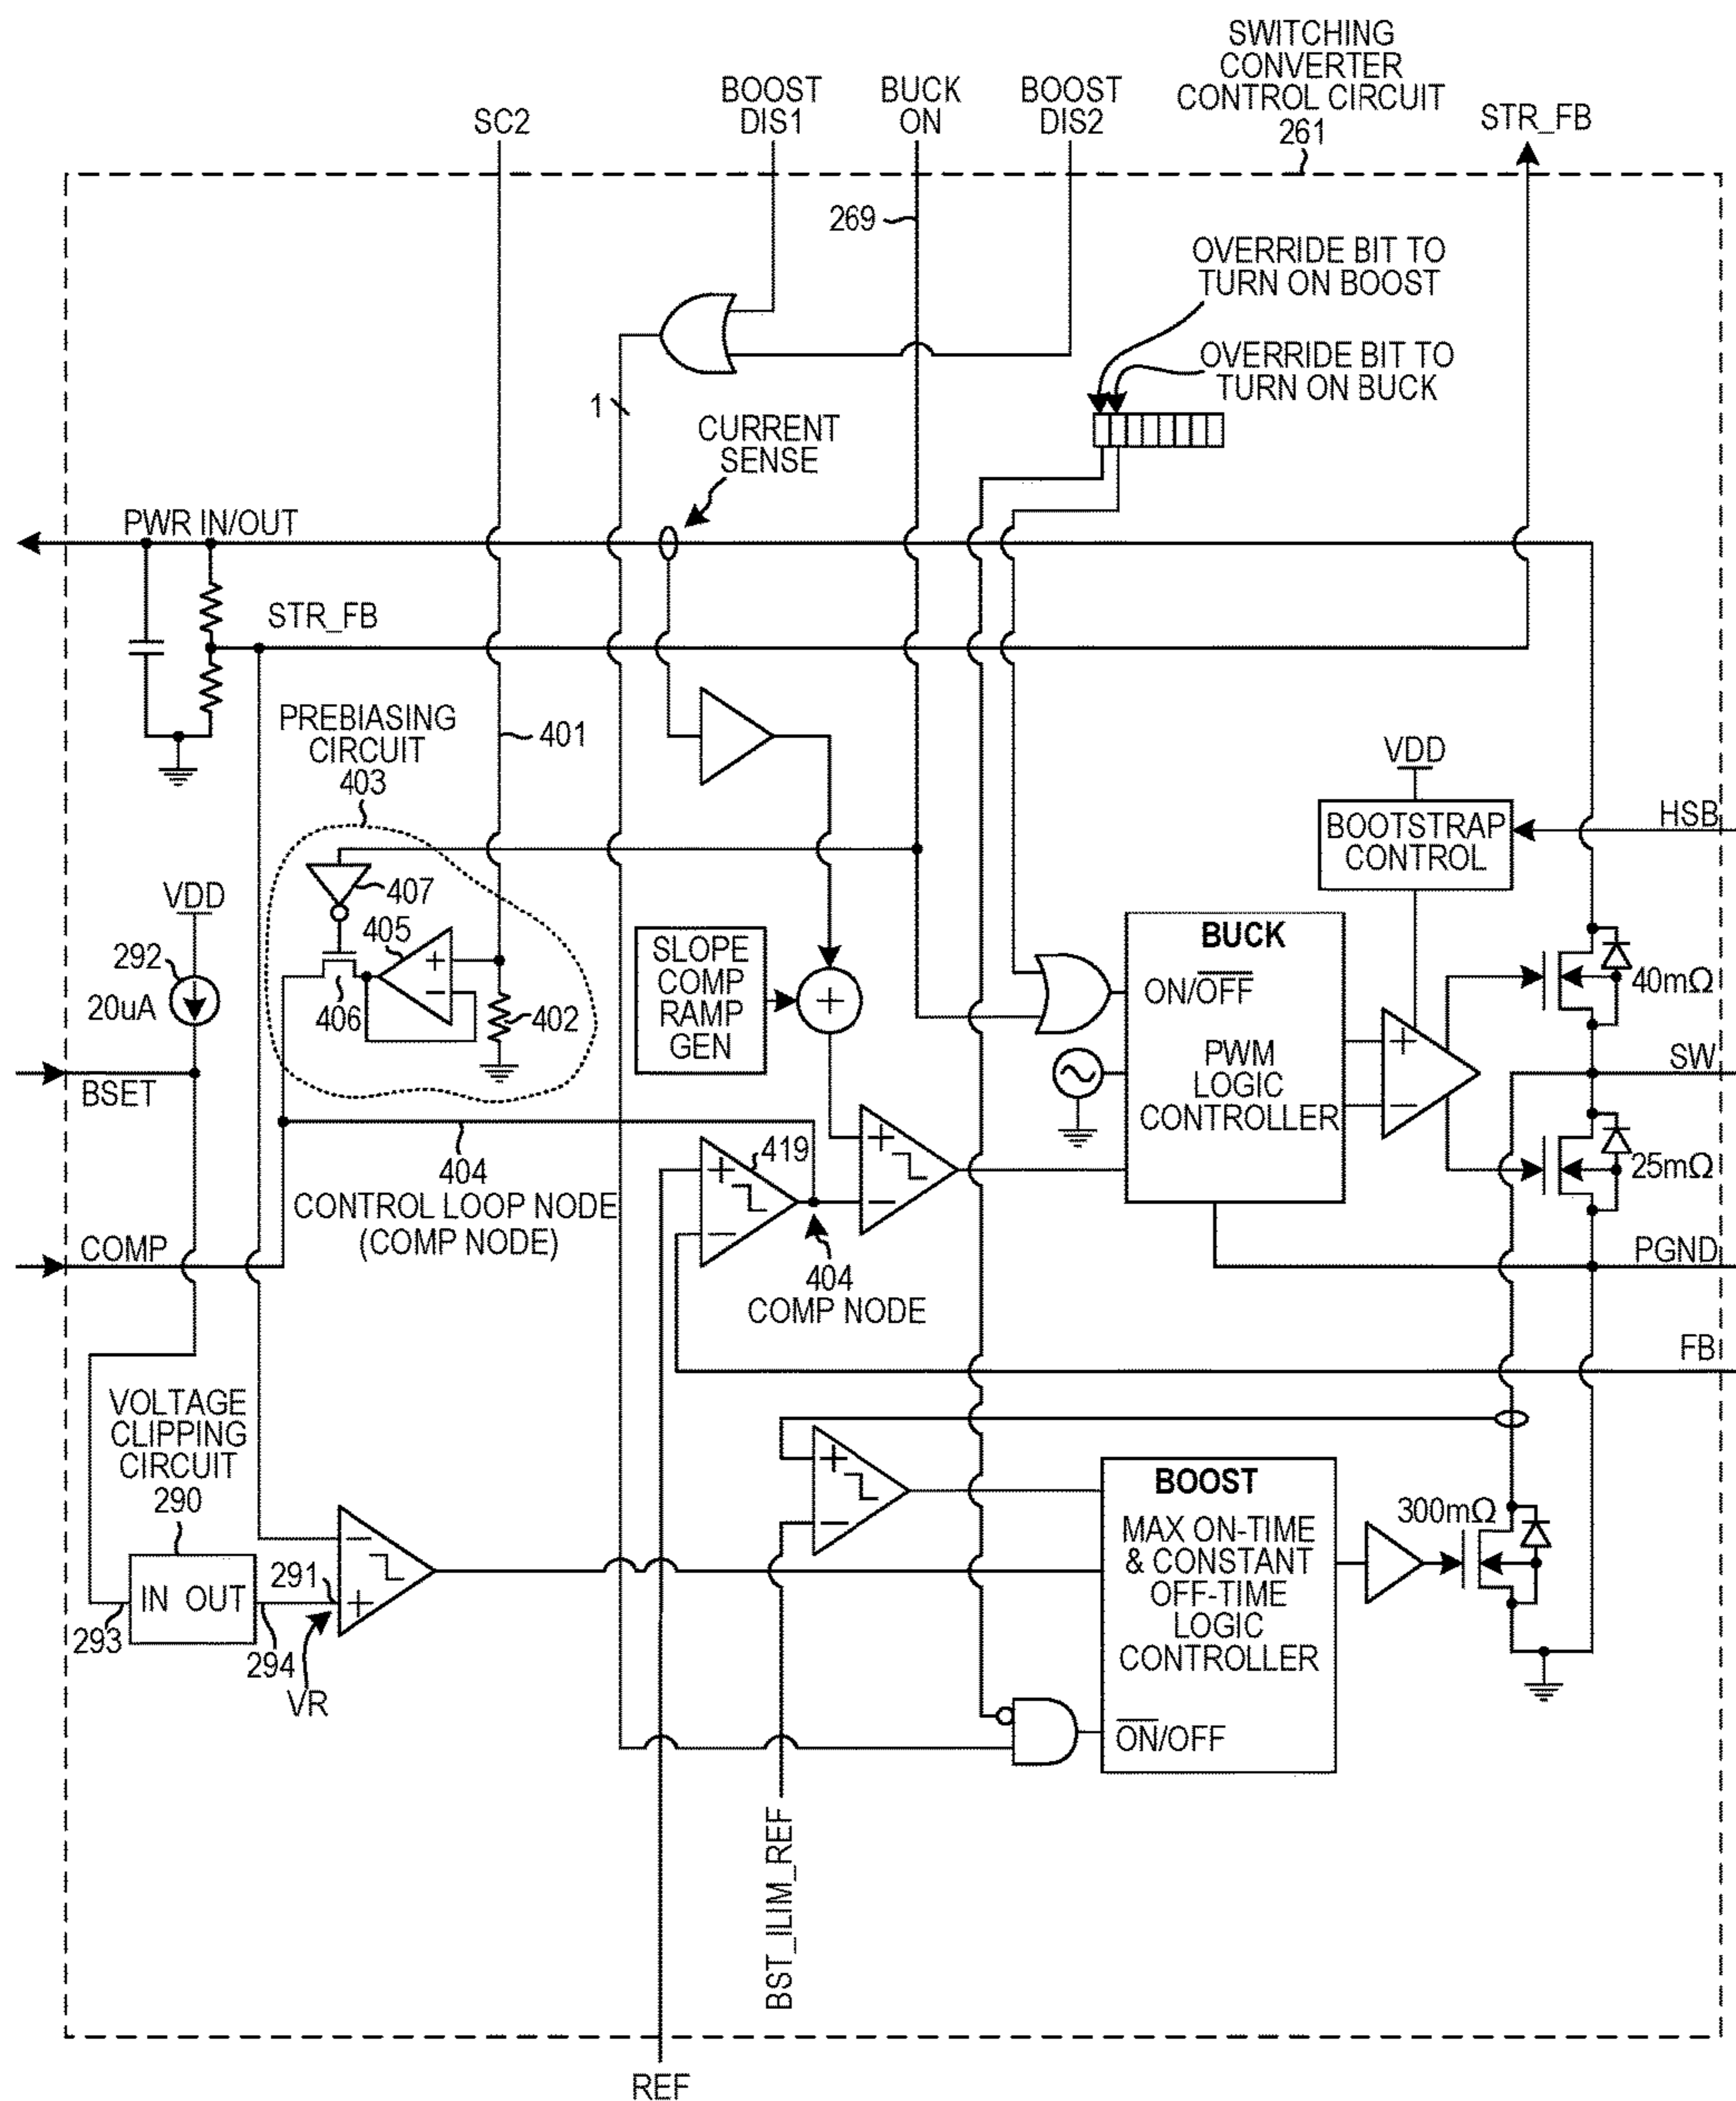 SWITCHING
CONVERTER
CONTROL CIRCUIT
261
SC2
BOOST
DIS1
BUCK
ON
BOOST
DIS2
STR_FB
269
OVERRIDE BIT TO
TURN ON BOOST
OVERRIDE BIT TO
TURN ON BUCK
1
CURRENT
SENSE
PWR IN/OUT
STR_FB
PREBIASING
CIRCUIT
403
401
VDD
BOOTSTRAP
CONTROL
HSB
407
405
+
−
406
402
VDD
292
20uA
BSET
SLOPE
COMP
RAMP
GEN
+
BUCK
ON/OFF
PWM
LOGIC
CONTROLLER
+
−
40mΩ
SW
25mΩ
PGND
404
CONTROL LOOP NODE
(COMP NODE)
COMP
419
+
−
+
−
404
COMP NODE
FB
VOLTAGE
CLIPPING
CIRCUIT
290
IN OUT
293
294
291
VR
−
+
+
−
BOOST
MAX ON-TIME
& CONSTANT
OFF-TIME
LOGIC
CONTROLLER
ON/OFF
300mΩ
BST_ILIM_REF
REF